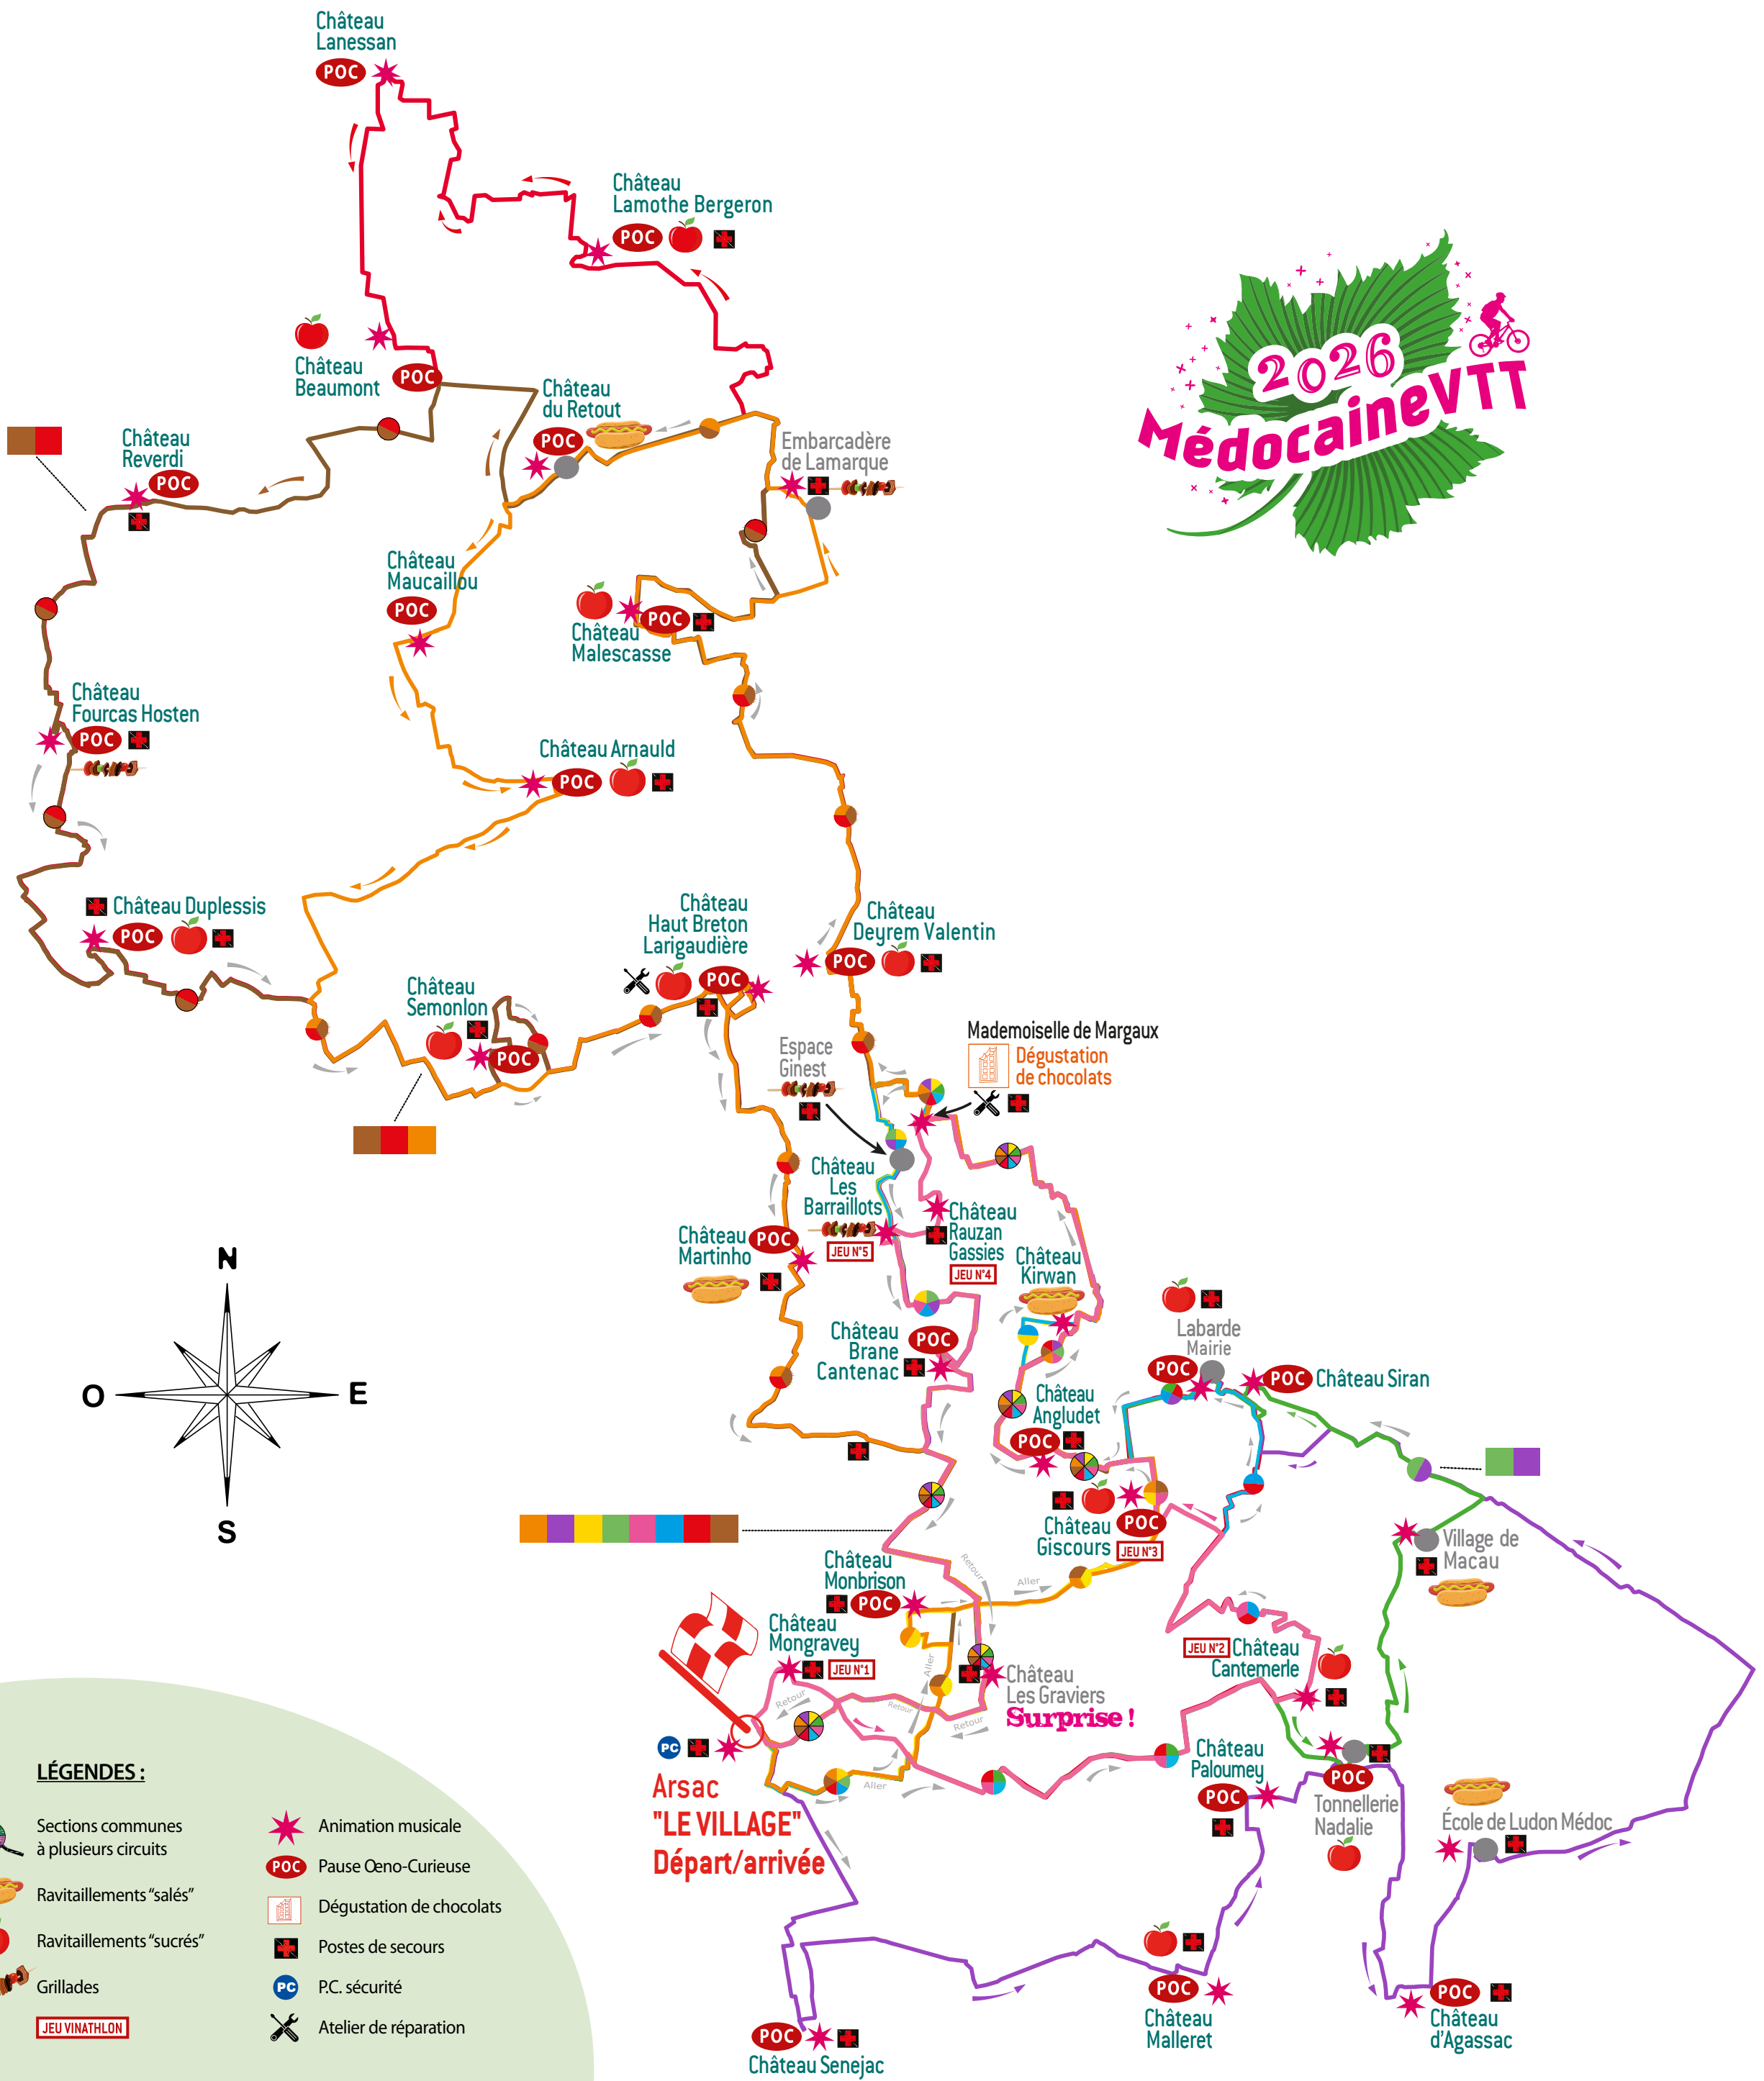 Château
Lanessan
POC
Château
Lamothe Bergeron
POC
2026
MédocaineVTT
Château
Beaumont
POC
Château
du Retout
POC
Château
Reverdi
POC
Embarcadère
de Lamarque
Château
Maucaillou
POC
POC
Château
Malescasse
Château
Fourcas Hosten
POC
Château Arnauld
POC
Château Duplessis
POC
Château
Haut Breton
Larigaudière
POC
Château
Deyrem Valentin
POC
Château
Semonlon
POC
Mademoiselle de Margaux
Dégustation
de chocolats
Espace
Ginest
Château
Les
Barraillots
JEU N°5
Château
Rauzan
Gassies
JEU N°4
Château
Martinho
POC
Château
Kirwan
N
O
E
S
Château
Brane
Cantenac
POC
Labarde
Mairie
POC
POC
Château Siran
Château
Angludet
POC
Château
Giscours
POC
JEU N°3
Village de
Macau
Château
Monbrison
POC
Retour
Aller
Château
Mongravey
JEU N°1
Aller
Retour
Retour
Retour
Château
Les Graviers
Surprise !
JEU N°2
Château
Cantemerle
PC
Aller
Arsac
"LE VILLAGE"
Départ/arrivée
Château
Paloumey
POC
POC
Tonnellerie
Nadalie
École de Ludon Médoc
POC
Château
Malleret
POC
Château
d'Agassac
POC
Château Senejac
LÉGENDES :
Sections communes
à plusieurs circuits
Ravitaillements “salés”
Ravitaillements “sucrés”
Grillades
JEU VINATHLON
Animation musicale
POC
Pause Œno-Curieuse
Dégustation de chocolats
Postes de secours
PC
P.C. sécurité
Atelier de réparation